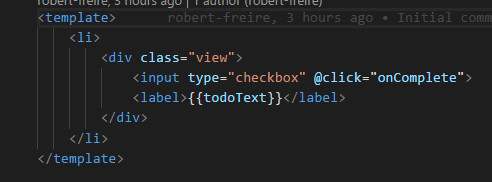 robert-freire, 3 hours ago | 1 author (robert-freire)
<template> robert-freire, 3 hours ago • Initial comm
<li>
<div class="view">
<input type="checkbox" @click="onComplete">
<label>{{todoText}}</label>
</div>
</li>
</template>